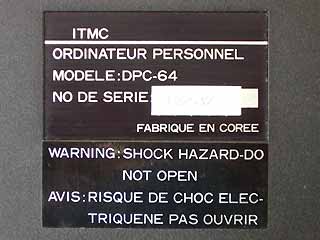 ITMC
ORDINATEUR PERSONNEL
MODELE:DPC-64
NO DE SERIE:
FABRIQUE EN COREE
WARNING:SHOCK HAZARD-DO
NOT OPEN
AVIS:RISQUE DE CHOC ELEC-
TRIQUENE PAS OUVRIR